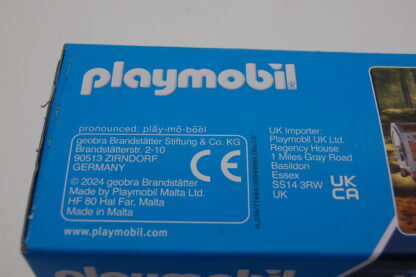 playmobil
pronounced: pláy-mō-béel
geobra Brandstätter Stiftung & Co. KG
Brandstätterstr. 2-10
90513 ZIRNDORF
GERMANY
CE
© 2024 geobra Brandstätter
Made by Playmobil Malta Ltd.
HF 80 Hal Far, Malta
Made in Malta
www.playmobil.com
UK Importer:
Playmobil UK Ltd.
Regency House
1 Miles Gray Road
Basildon
Essex
SS14 3RW
UK
UK
CA